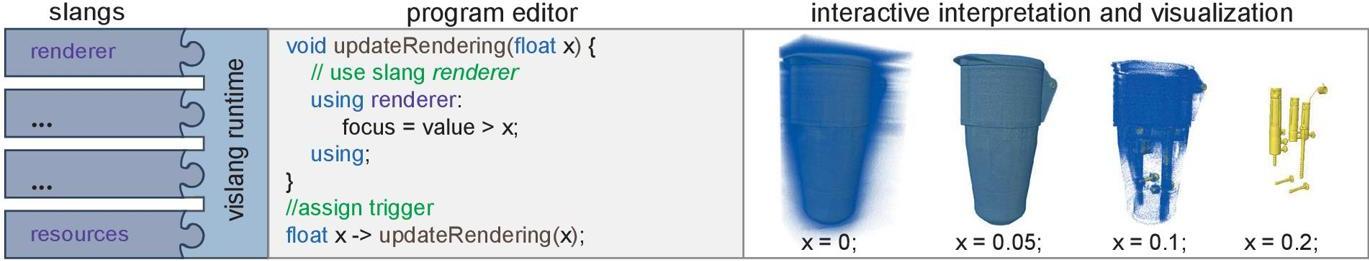 slangs
renderer
...
...
resources
vislang runtime
program editor
void updateRendering(float x) {
// use slang renderer
using renderer:
focus = value > x;
using;
}
//assign trigger
float x -> updateRendering(x);
interactive interpretation and visualization
x = 0;
x = 0.05;
x = 0.1;
x = 0.2;